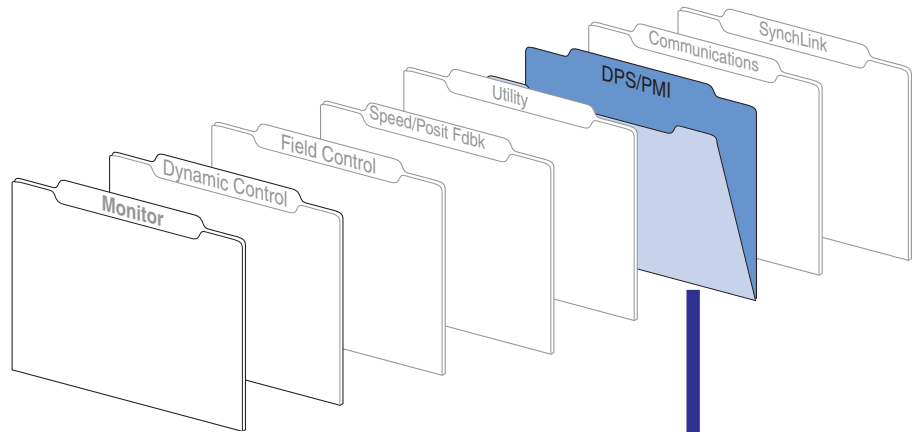 SynchLink
Communications
DPS/PMI
Utility
Speed/Posit Fdbk
Field Control
Dynamic Control
Monitor